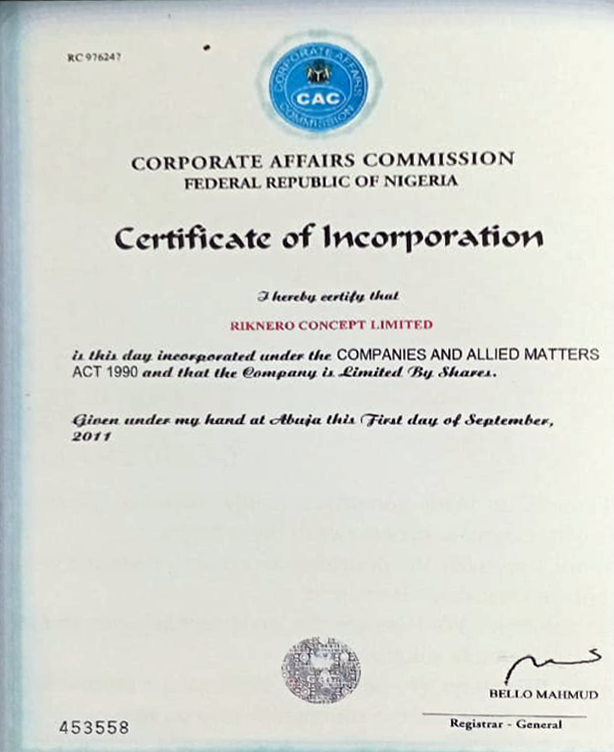 RC 976247
CORPORATE AFFAIRS
CAC
COMMISSION
CORPORATE AFFAIRS COMMISSION
FEDERAL REPUBLIC OF NIGERIA
Certificate of Incorporation
I hereby certify that
RIKNERO CONCEPT LIMITED
is this day incorporated under the COMPANIES AND ALLIED MATTERS
ACT 1990 and that the Company is Limited By Shares.
Given under my hand at Abuja this First day of September,
2011
BELLO MAHMUD
Registrar - General
453558